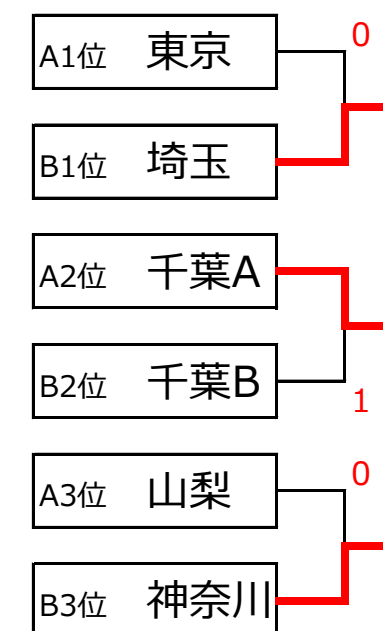 A1位 東京 0
B1位 埼玉
A2位 千葉A
B2位 千葉B 1
A3位 山梨 0
B3位 神奈川